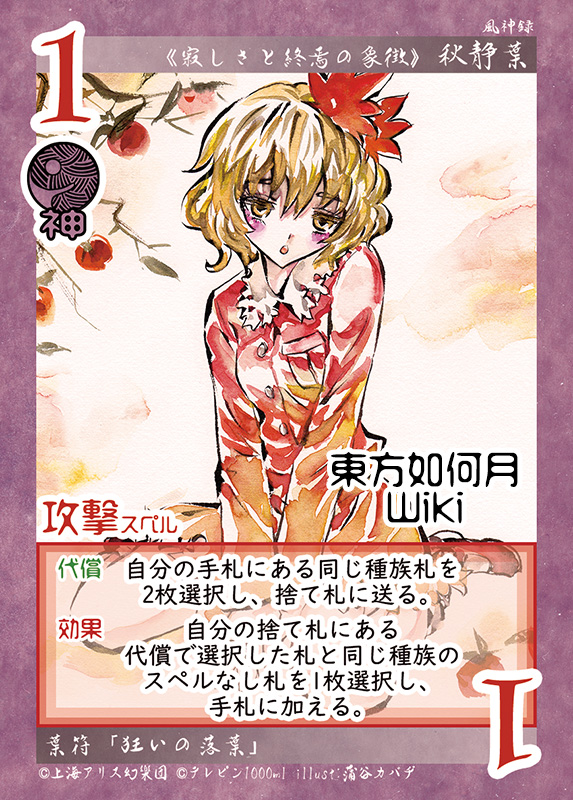 風神録
1
《寂しさと終焉の象徴》 秋静葉
神
東方如何月
Wiki
攻撃スペル
代償 自分の手札にある同じ種族札を
2枚選択し、捨て札に送る。
効果 自分の捨て札にある
代償で選択した札と同じ種族の
スペルなし札を1枚選択し、
手札に加える。
1
葉符「狂いの落葉」
©上海アリス幻樂団 ©テレピン1000ml illust:蒲谷カバヂ